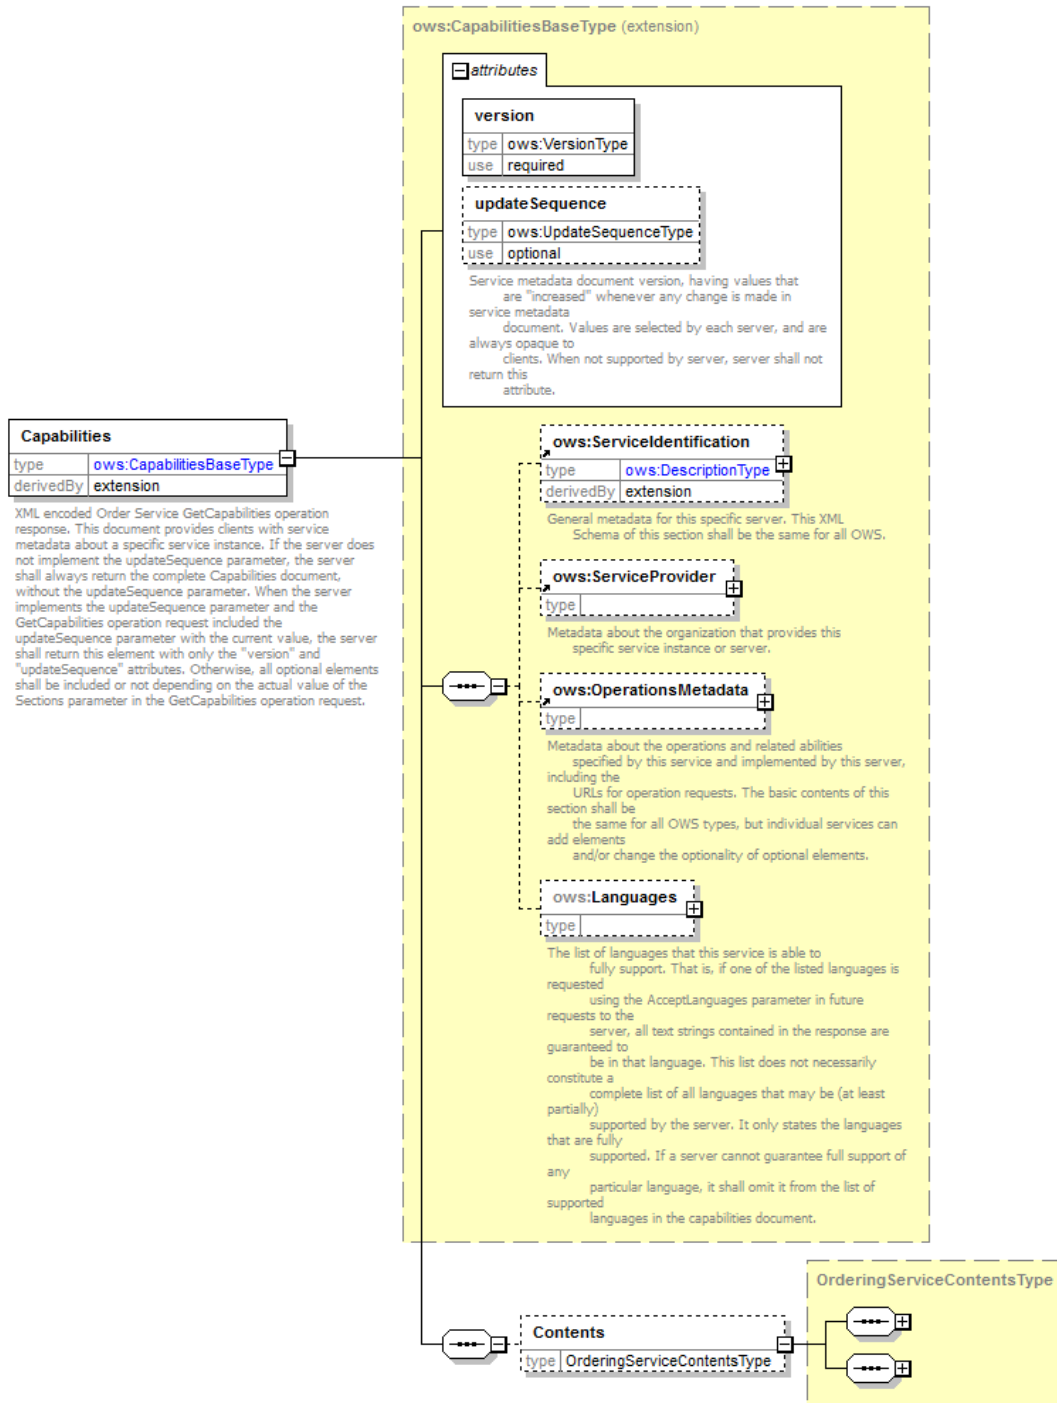 ows:CapabilitiesBaseType (extension)
attributes
version
type ows:VersionType
use required
updateSequence
type ows:UpdateSequenceType
use optional
Service metadata document version, having values that
are "increased" whenever any change is made in
service metadata
document. Values are selected by each server, and are
always opaque to
clients. When not supported by server, server shall not
return this
attribute.
Capabilities
type ows:CapabilitiesBaseType
derivedBy extension
XML encoded Order Service GetCapabilities operation
response. This document provides clients with service
metadata about a specific service instance. If the server does
not implement the updateSequence parameter, the server
shall always return the complete Capabilities document,
without the updateSequence parameter. When the server
implements the updateSequence parameter and the
GetCapabilities operation request included the
updateSequence parameter with the current value, the server
shall return this element with only the "version" and
"updateSequence" attributes. Otherwise, all optional elements
shall be included or not depending on the actual value of the
Sections parameter in the GetCapabilities operation request.
ows:ServiceIdentification
type ows:DescriptionType
derivedBy extension
General metadata for this specific server. This XML
Schema of this section shall be the same for all OWS.
ows:ServiceProvider
type
Metadata about the organization that provides this
specific service instance or server.
ows:OperationsMetadata
type
Metadata about the operations and related abilities
specified by this service and implemented by this server,
including the
URLs for operation requests. The basic contents of this
section shall be
the same for all OWS types, but individual services can
add elements
and/or change the optionality of optional elements.
ows:Languages
type
The list of languages that this service is able to
fully support. That is, if one of the listed languages is
requested
using the AcceptLanguages parameter in future
requests to the
server, all text strings contained in the response are
guaranteed to
be in that language. This list does not necessarily
constitute a
complete list of all languages that may be (at least
partially)
supported by the server. It only states the languages
that are fully
supported. If a server cannot guarantee full support of
any
particular language, it shall omit it from the list of
supported
languages in the capabilities document.
OrderingServiceContentsType
Contents
type OrderingServiceContentsType